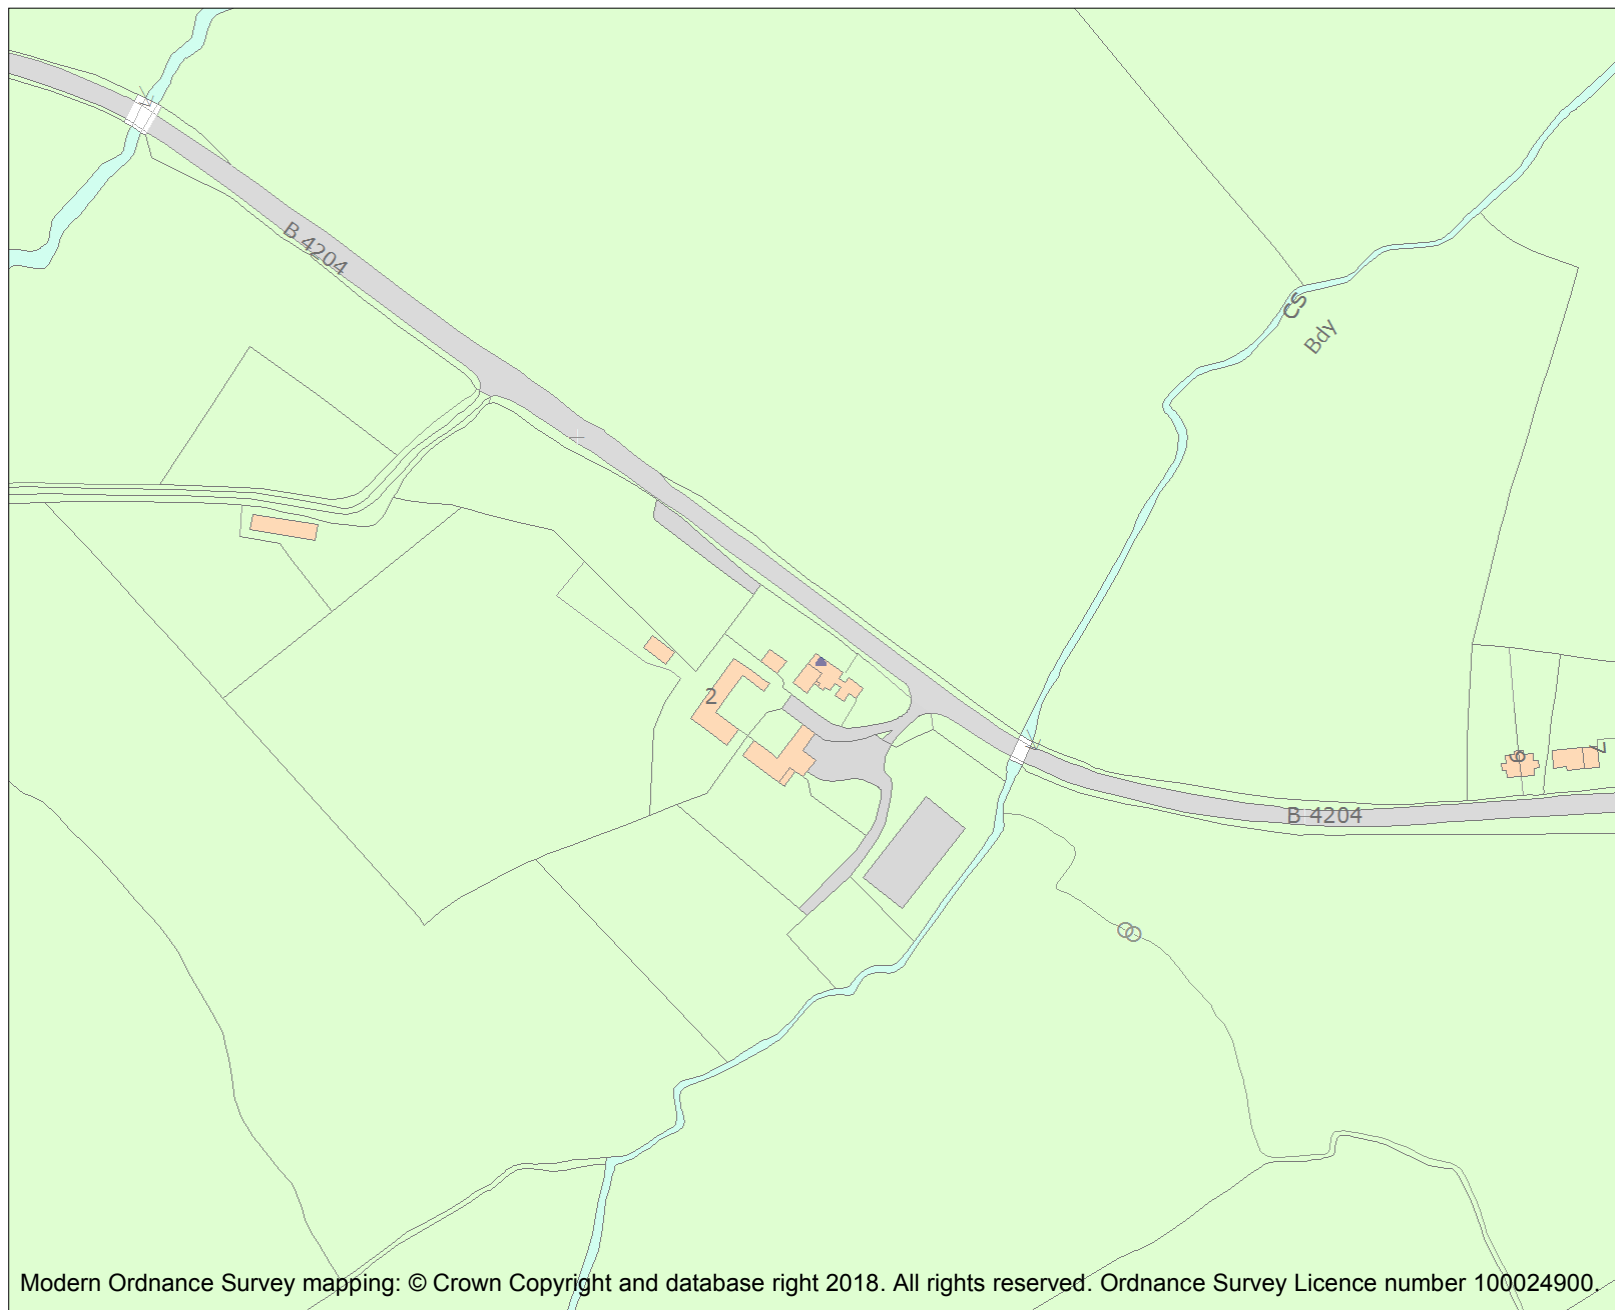 B 4204
CS
Bdy
2
6
7
B 4204
Modern Ordnance Survey mapping: © Crown Copyright and database right 2018. All rights reserved. Ordnance Survey Licence number 100024900.